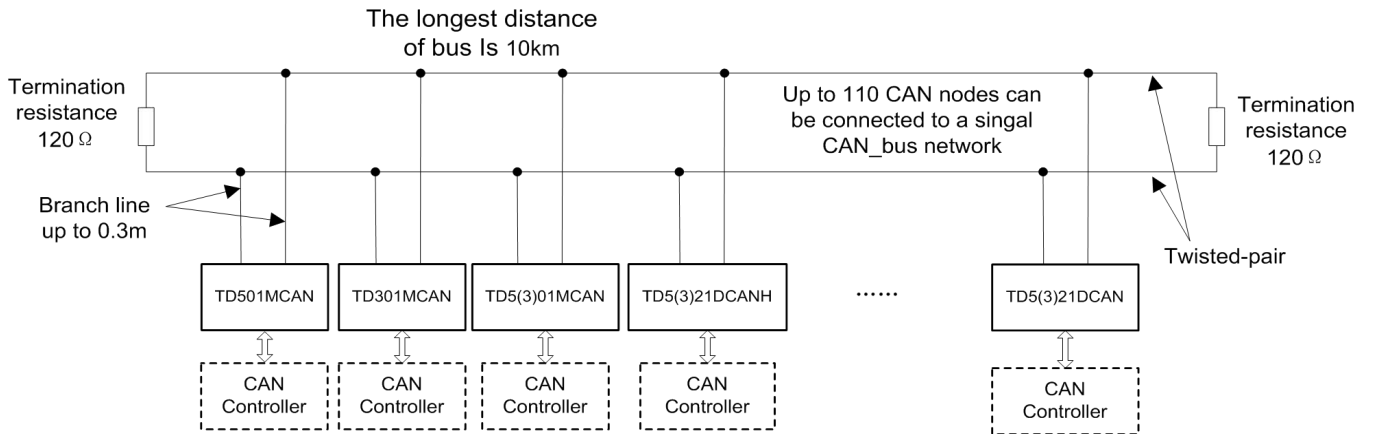 The longest distance
of bus Is 10km
Termination
resistance
120Ω
Up to 110 CAN nodes can
be connected to a singal
CAN_bus network
Termination
resistance
120Ω
Branch line
up to 0.3m
Twisted-pair
TD501MCAN
TD301MCAN
TD5(3)01MCAN
TD5(3)21DCANH
......
TD5(3)21DCAN
CAN
Controller
CAN
Controller
CAN
Controller
CAN
Controller
CAN
Controller